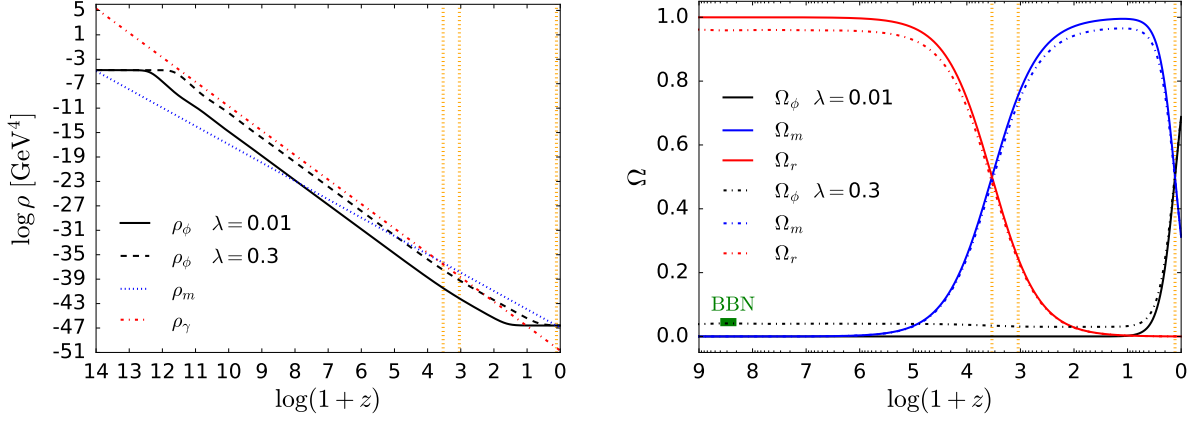 5
1
-3
-7
-11
-15
-19
-23
-27
-31
-35
-39
-43
-47
-51
log ρ [GeV⁴]
ρ_ϕ λ = 0.01
ρ_ϕ λ = 0.3
ρ_m
ρ_γ
14 13 12 11 10 9 8 7 6 5 4 3 2 1 0
log(1 + z)
1.0
0.8
0.6
0.4
0.2
0.0
Ω
Ω_ϕ λ = 0.01
Ω_m
Ω_r
Ω_ϕ λ = 0.3
Ω_m
Ω_r
BBN
9 8 7 6 5 4 3 2 1 0
log(1 + z)